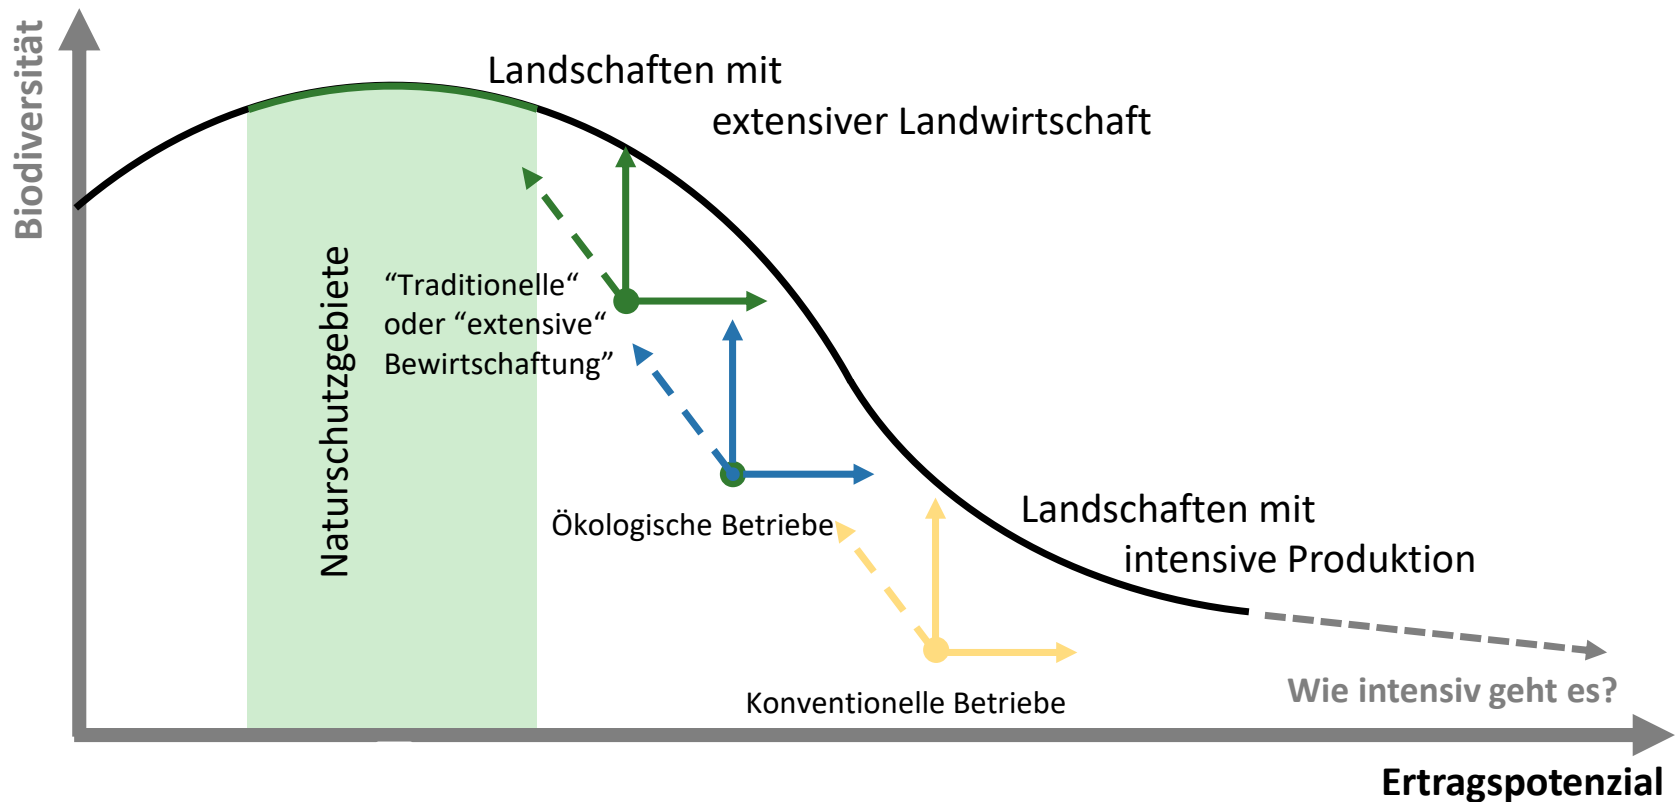 Biodiversität
Landschaften mit
extensiver Landwirtschaft
Naturschutzgebiete
“Traditionelle“
oder “extensive“
Bewirtschaftung”
Ökologische Betriebe
Landschaften mit
intensive Produktion
Konventionelle Betriebe
Wie intensiv geht es?
Ertragspotenzial